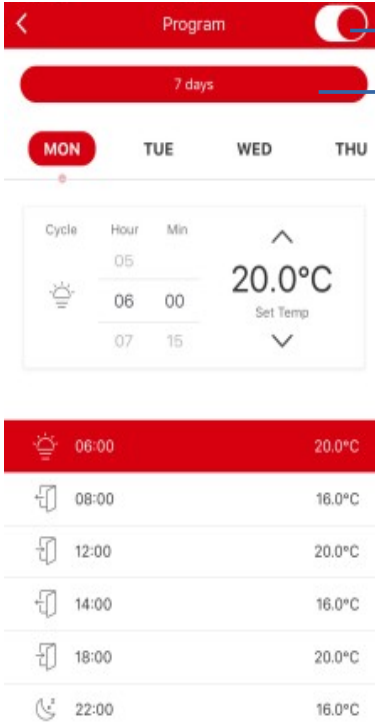 Program
7 days
MON TUE WED THU
Cycle Hour Min
05
06 00 20.0°C
Set Temp
07 15
06:00 20.0°C
08:00 16.0°C
12:00 20.0°C
14:00 16.0°C
18:00 20.0°C
22:00 16.0°C